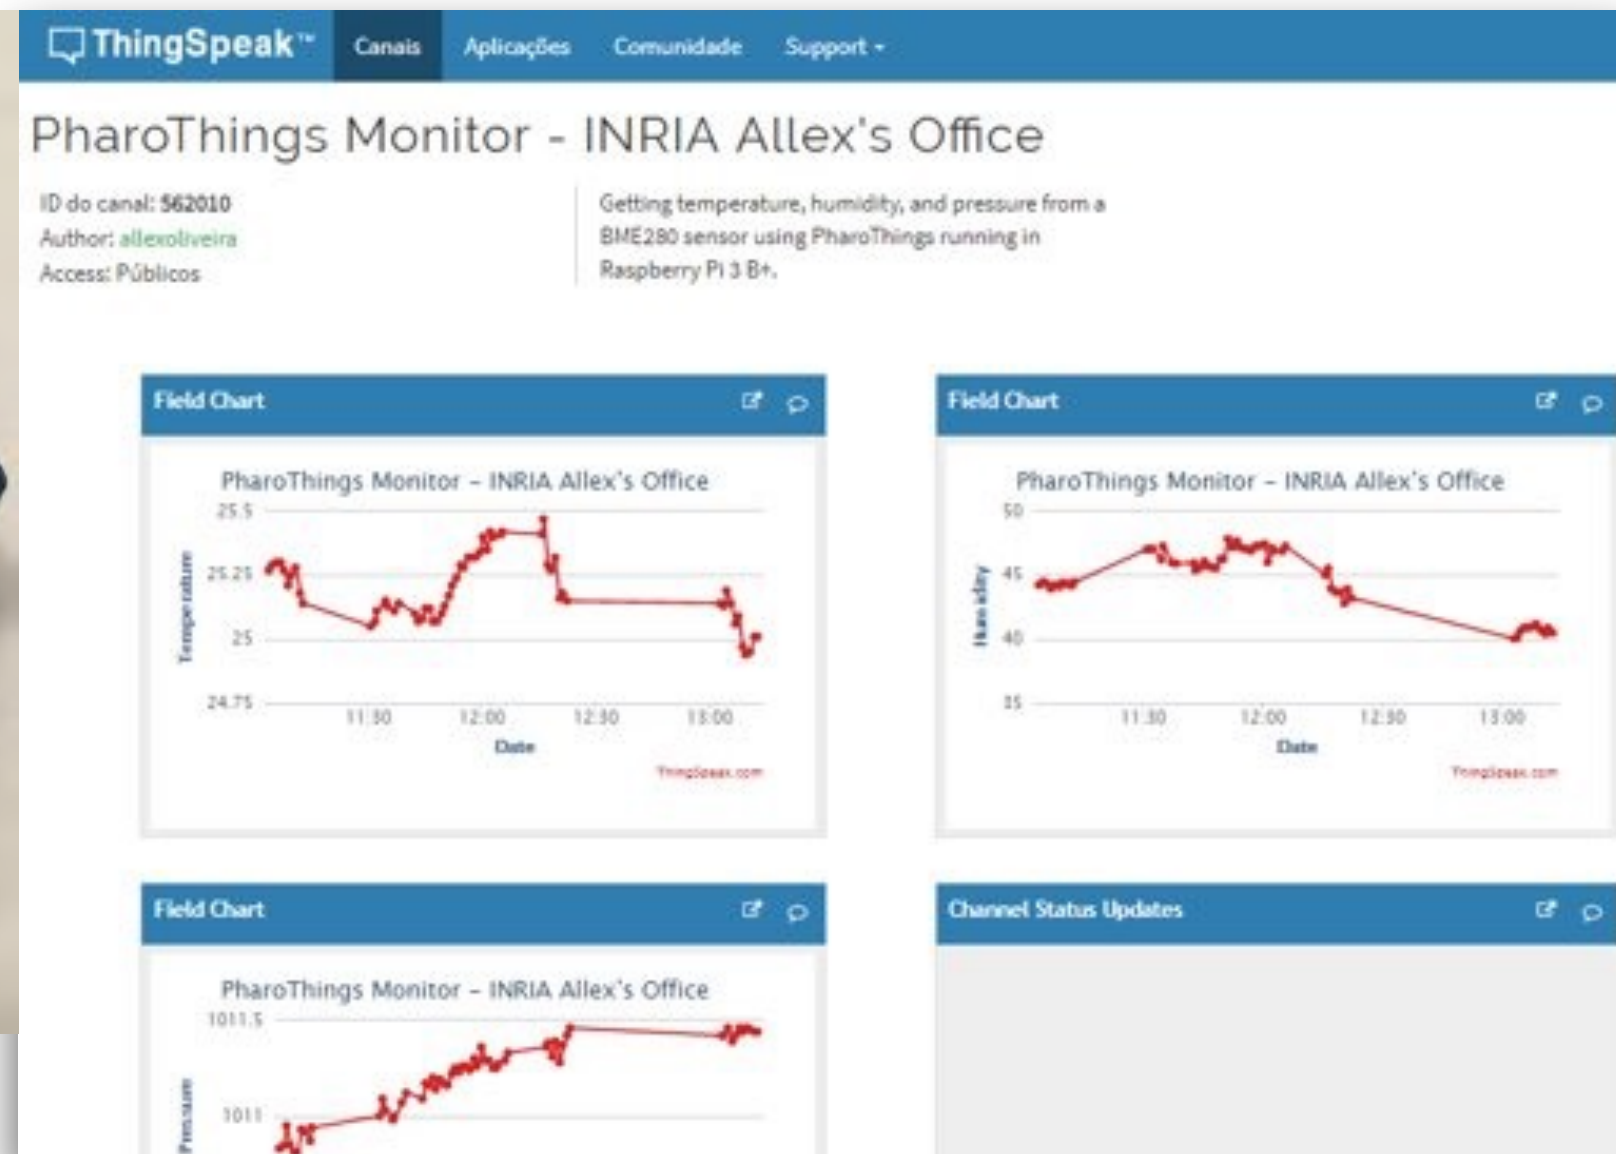 ThingSpeak™ Canais Aplicações Comunidade Support
PharoThings Monitor - INRIA Allex's Office
ID do canal: 562010
Author: allexoliveira
Access: Públicos
Getting temperature, humidity, and pressure from a
BME280 sensor using PharoThings running in
Raspberry Pi 3 B+.
Field Chart
PharoThings Monitor - INRIA Allex's Office
25.5
25.25
25
24.75
Temperature
11:30 12:00 12:30 13:00
Date
ThingSpeak.com
Field Chart
PharoThings Monitor - INRIA Allex's Office
50
45
40
35
Humidity
11:30 12:00 12:30 13:00
Date
ThingSpeak.com
Field Chart
PharoThings Monitor - INRIA Allex's Office
1011.5
1011
Pressure
Channel Status Updates